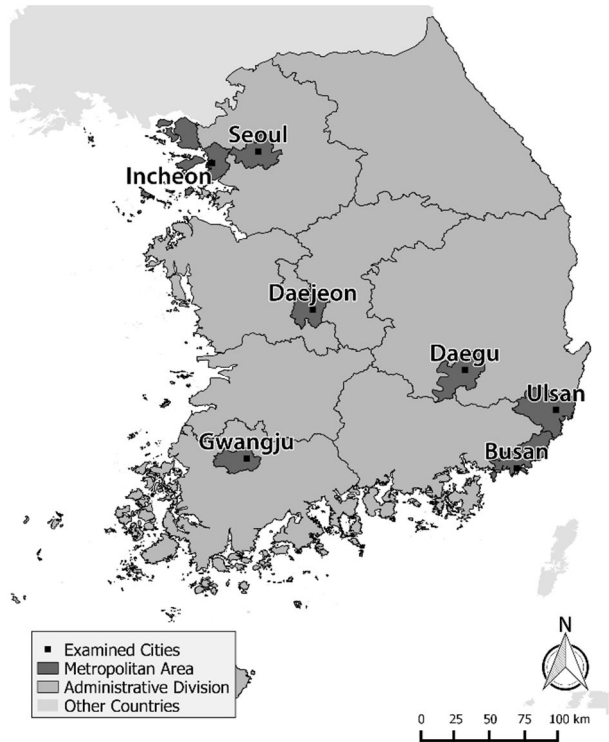 Seoul
Incheon
Daejeon
Daegu
Ulsan
Gwangju
Busan
Examined Cities
Metropolitan Area
Administrative Division
Other Countries
N
0 25 50 75 100 km